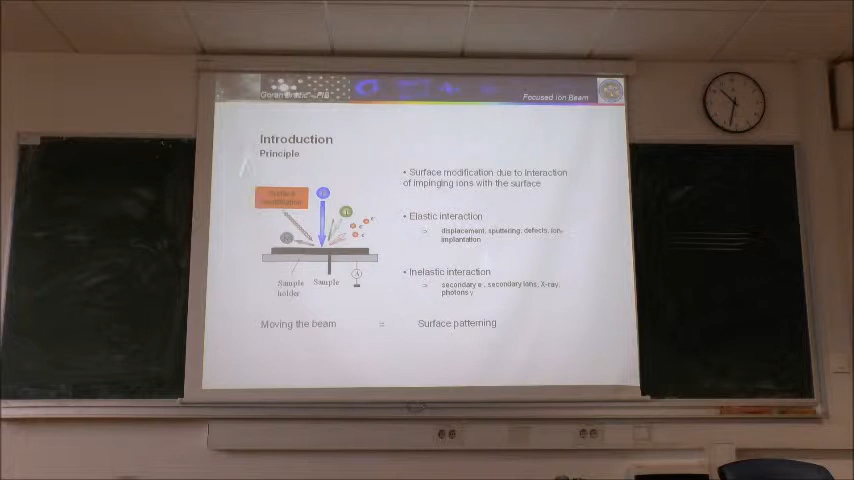 Focused Ion Beam
Introduction
Principle
• Surface modification due to interaction
of impinging ions with the surface
• Elastic interaction
⇒ displacement, sputtering, defects, ion-
implantation
• Inelastic interaction
⇒ secondary e-, secondary ions, X-ray,
photons γ
A
Sample
holder
Sample
Moving the beam = Surface patterning